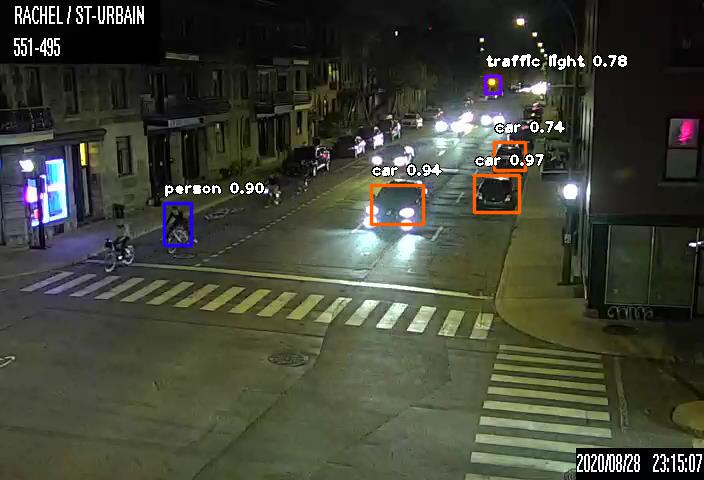 RACHEL / ST-URBAIN
551-495
traffic light 0.78
car 0.74
car 0.97
car 0.94
person 0.90
2020/08/28 23:15:07